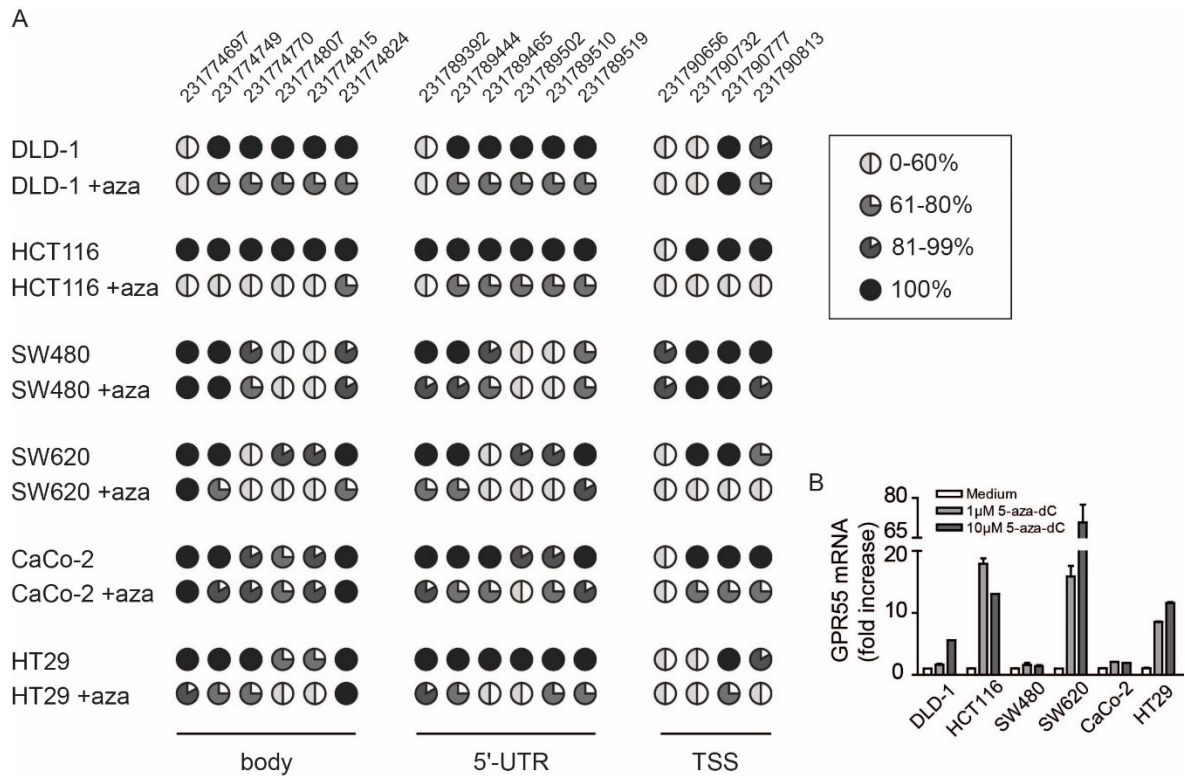 A
231774697
231774749
231774770
231774807
231774815
231774824
231789392
231789444
231789465
231789502
231789510
231789519
231790656
231790732
231790777
231790813
DLD-1
DLD-1 +aza
HCT116
HCT116 +aza
SW480
SW480 +aza
SW620
SW620 +aza
CaCo-2
CaCo-2 +aza
HT29
HT29 +aza
body
5'-UTR
TSS
0-60%
61-80%
81-99%
100%
B
GPR55 mRNA
(fold increase)
80
65
20
10
0
Medium
1µM 5-aza-dC
10µM 5-aza-dC
DLD-1
HCT116
SW480
SW620
CaCo-2
HT29